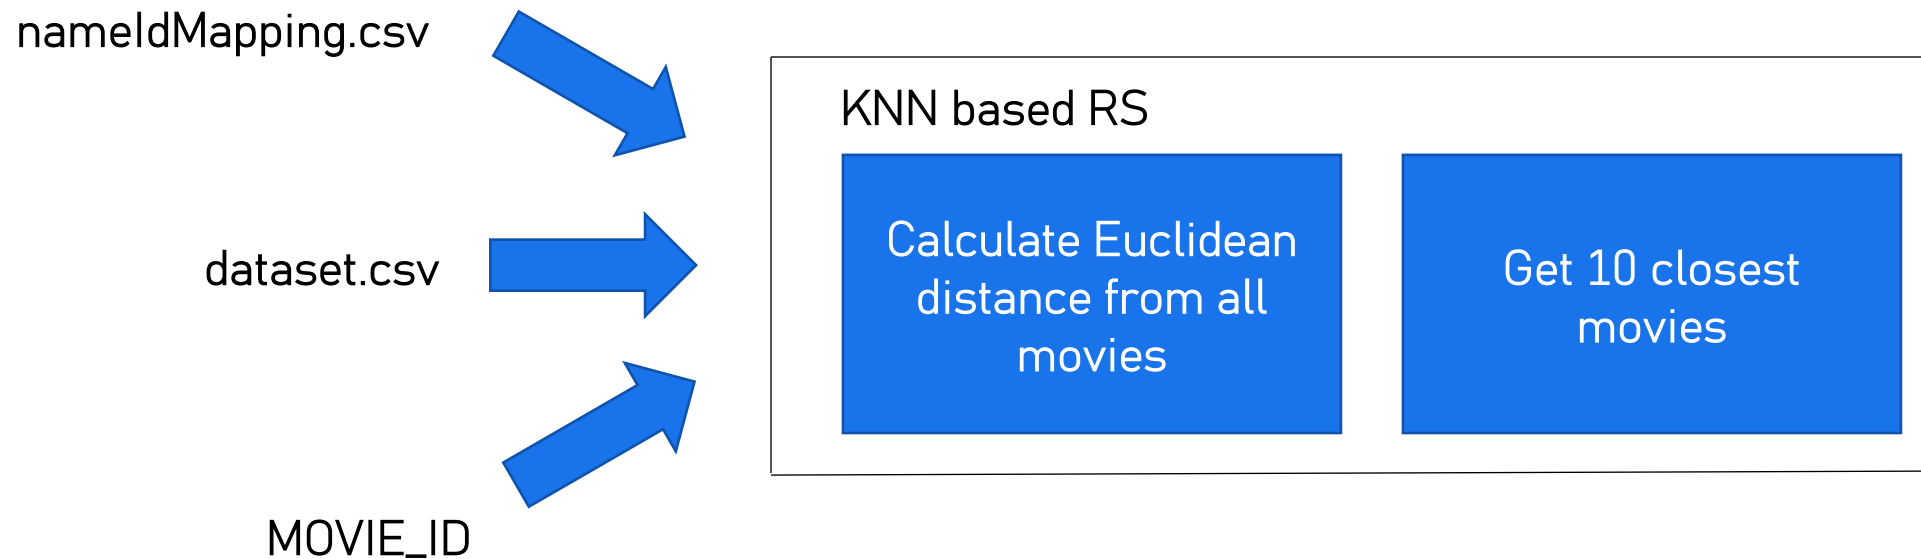 nameIdMapping.csv
KNN based RS
dataset.csv
Calculate Euclidean
distance from all
movies
Get 10 closest
movies
MOVIE_ID